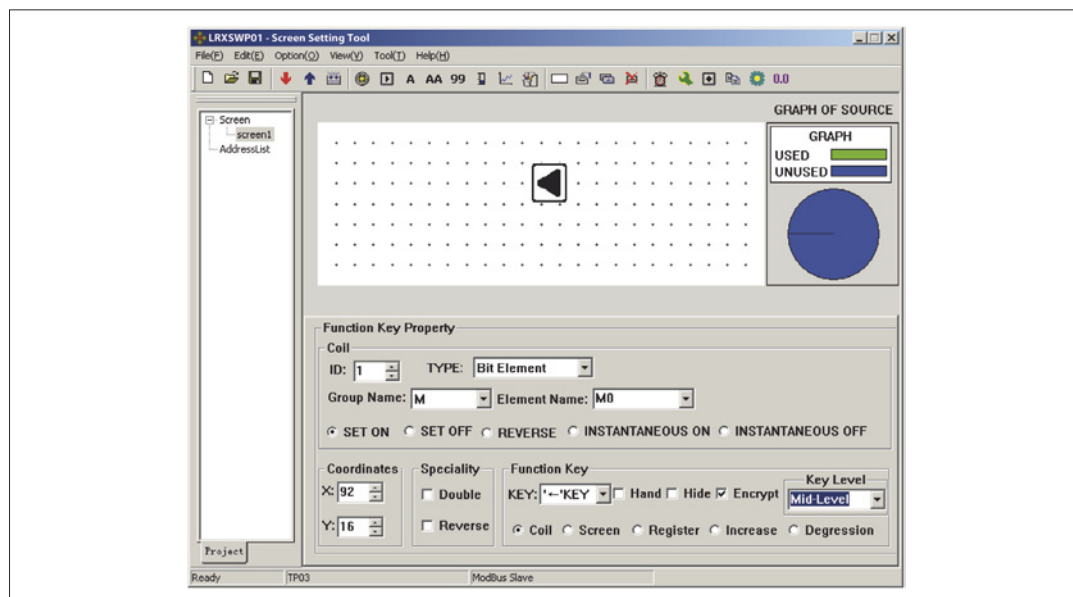 LRXSWP01 - Screen Setting Tool
File(F) Edit(E) Option(O) View(V) Tool(T) Help(H)
A AA 99 0.0
Screen
screen1
AddressList
GRAPH OF SOURCE
GRAPH
USED
UNUSED
Function Key Property
Coil
ID: 1 TYPE: Bit Element
Group Name: M Element Name: M0
SET ON SET OFF REVERSE INSTANTANEOUS ON INSTANTANEOUS OFF
Coordinates
X: 92
Y: 16
Speciality
Double
Reverse
Function Key
KEY: '←'KEY Hand Hide Encrypt
Key Level
Mid-Level
Coil Screen Register Increase Degression
Project
Ready TP03 ModBus Slave